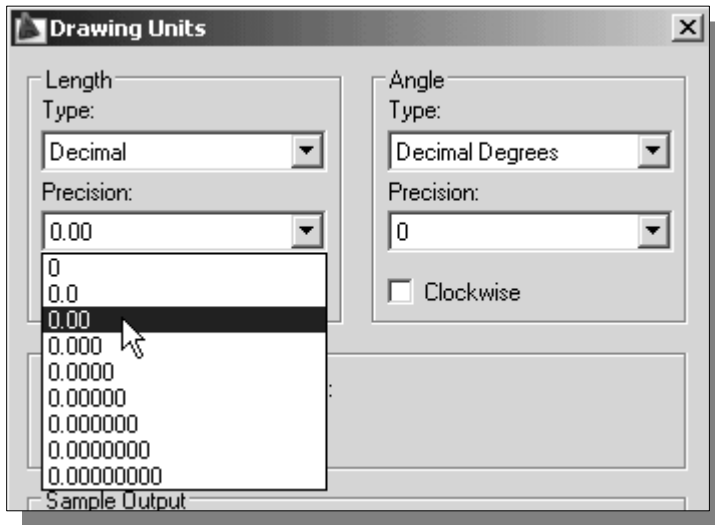 Drawing Units
Length
Type:
Decimal
Precision:
0.00
0
0.0
0.00
0.000
0.0000
0.00000
0.000000
0.0000000
0.00000000
Angle
Type:
Decimal Degrees
Precision:
0
Clockwise
:
Sample Output